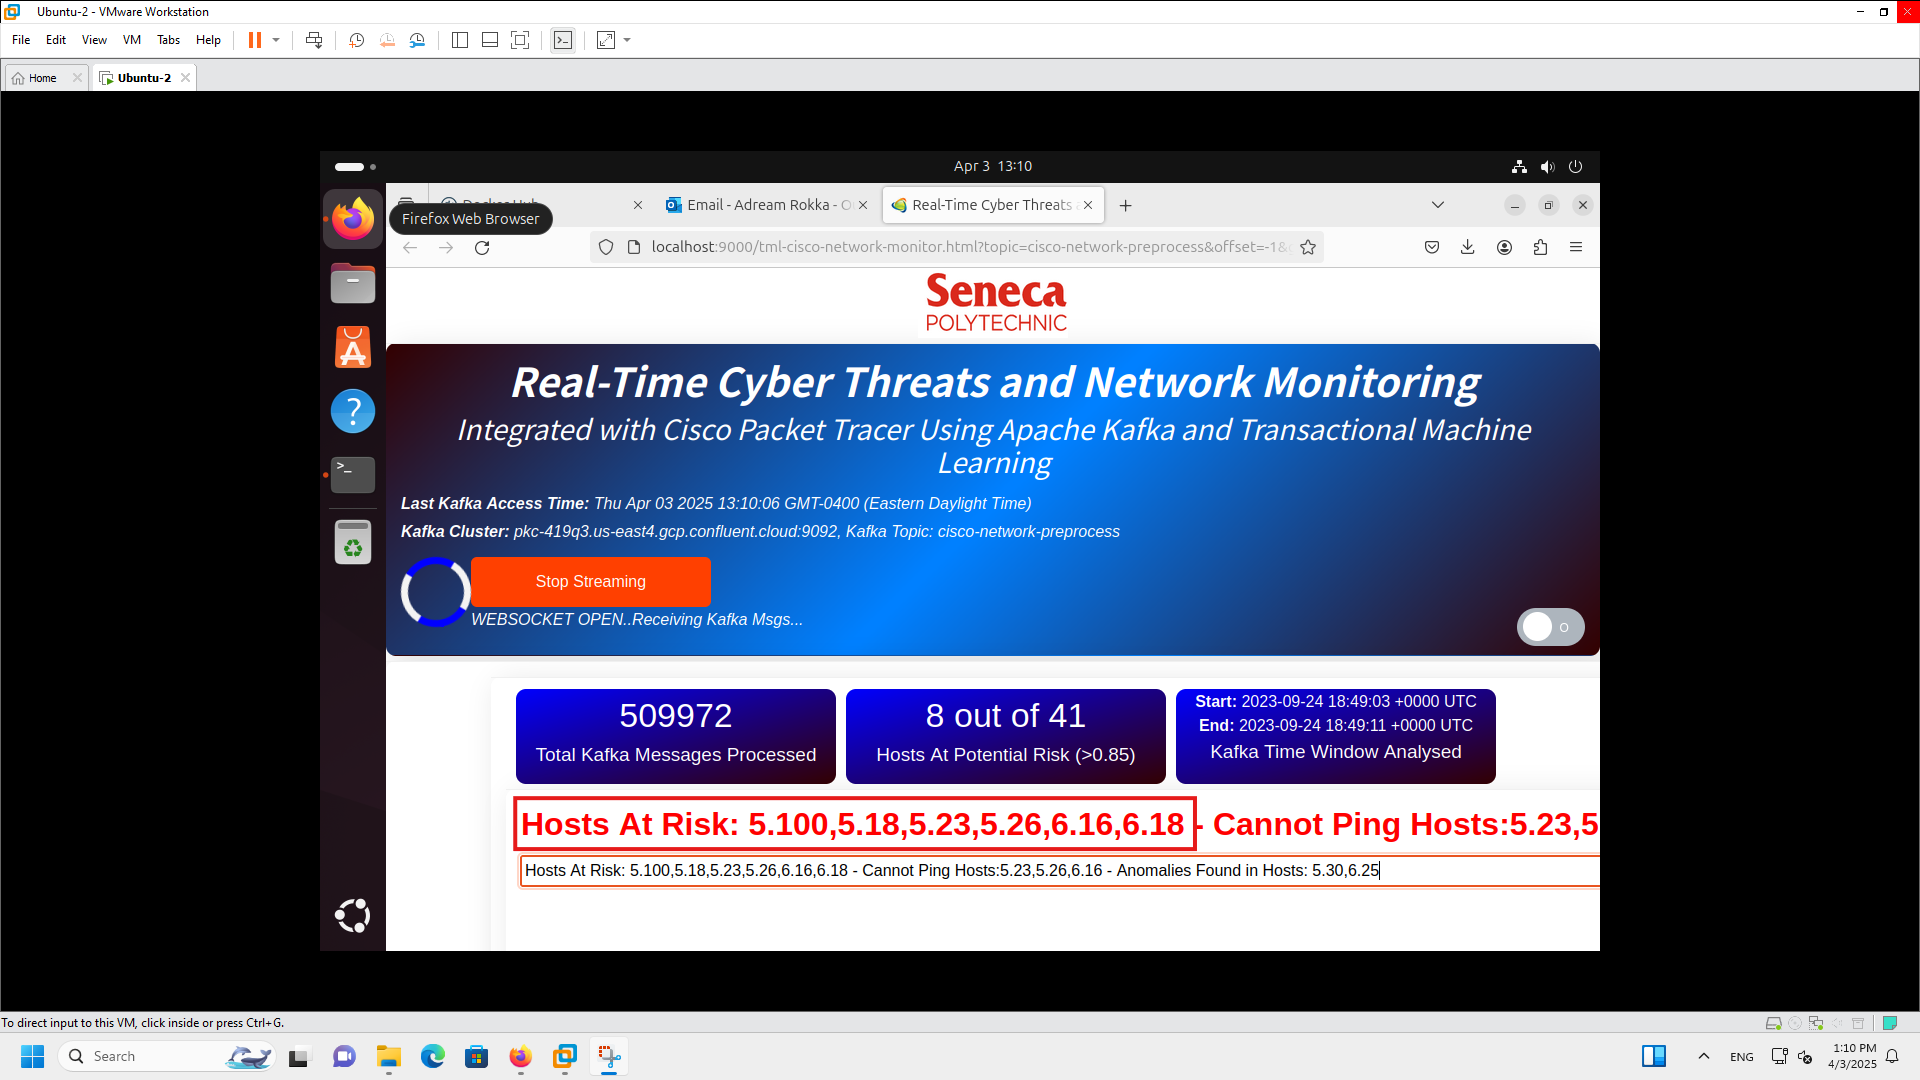 Ubuntu-2 - VMware Workstation
File Edit View VM Tabs Help
Home
Ubuntu-2
Apr 3 13:10
Email - Adream Rokka - O
Real-Time Cyber Threats
Firefox Web Browser
localhost:9000/tml-cisco-network-monitor.html?topic=cisco-network-preprocess&offset=-1&
Seneca
POLYTECHNIC
Real-Time Cyber Threats and Network Monitoring
Integrated with Cisco Packet Tracer Using Apache Kafka and Transactional Machine
Learning
Last Kafka Access Time: Thu Apr 03 2025 13:10:06 GMT-0400 (Eastern Daylight Time)
Kafka Cluster: pkc-419q3.us-east4.gcp.confluent.cloud:9092, Kafka Topic: cisco-network-preprocess
Stop Streaming
WEBSOCKET OPEN..Receiving Kafka Msgs...
509972
Total Kafka Messages Processed
8 out of 41
Hosts At Potential Risk (>0.85)
Start: 2023-09-24 18:49:03 +0000 UTC
End: 2023-09-24 18:49:11 +0000 UTC
Kafka Time Window Analysed
Hosts At Risk: 5.100,5.18,5.23,5.26,6.16,6.18 - Cannot Ping Hosts:5.23,5
Hosts At Risk: 5.100,5.18,5.23,5.26,6.16,6.18 - Cannot Ping Hosts:5.23,5.26,6.16 - Anomalies Found in Hosts: 5.30,6.25
To direct input to this VM, click inside or press Ctrl+G.
Search
ENG
1:10 PM
4/3/2025